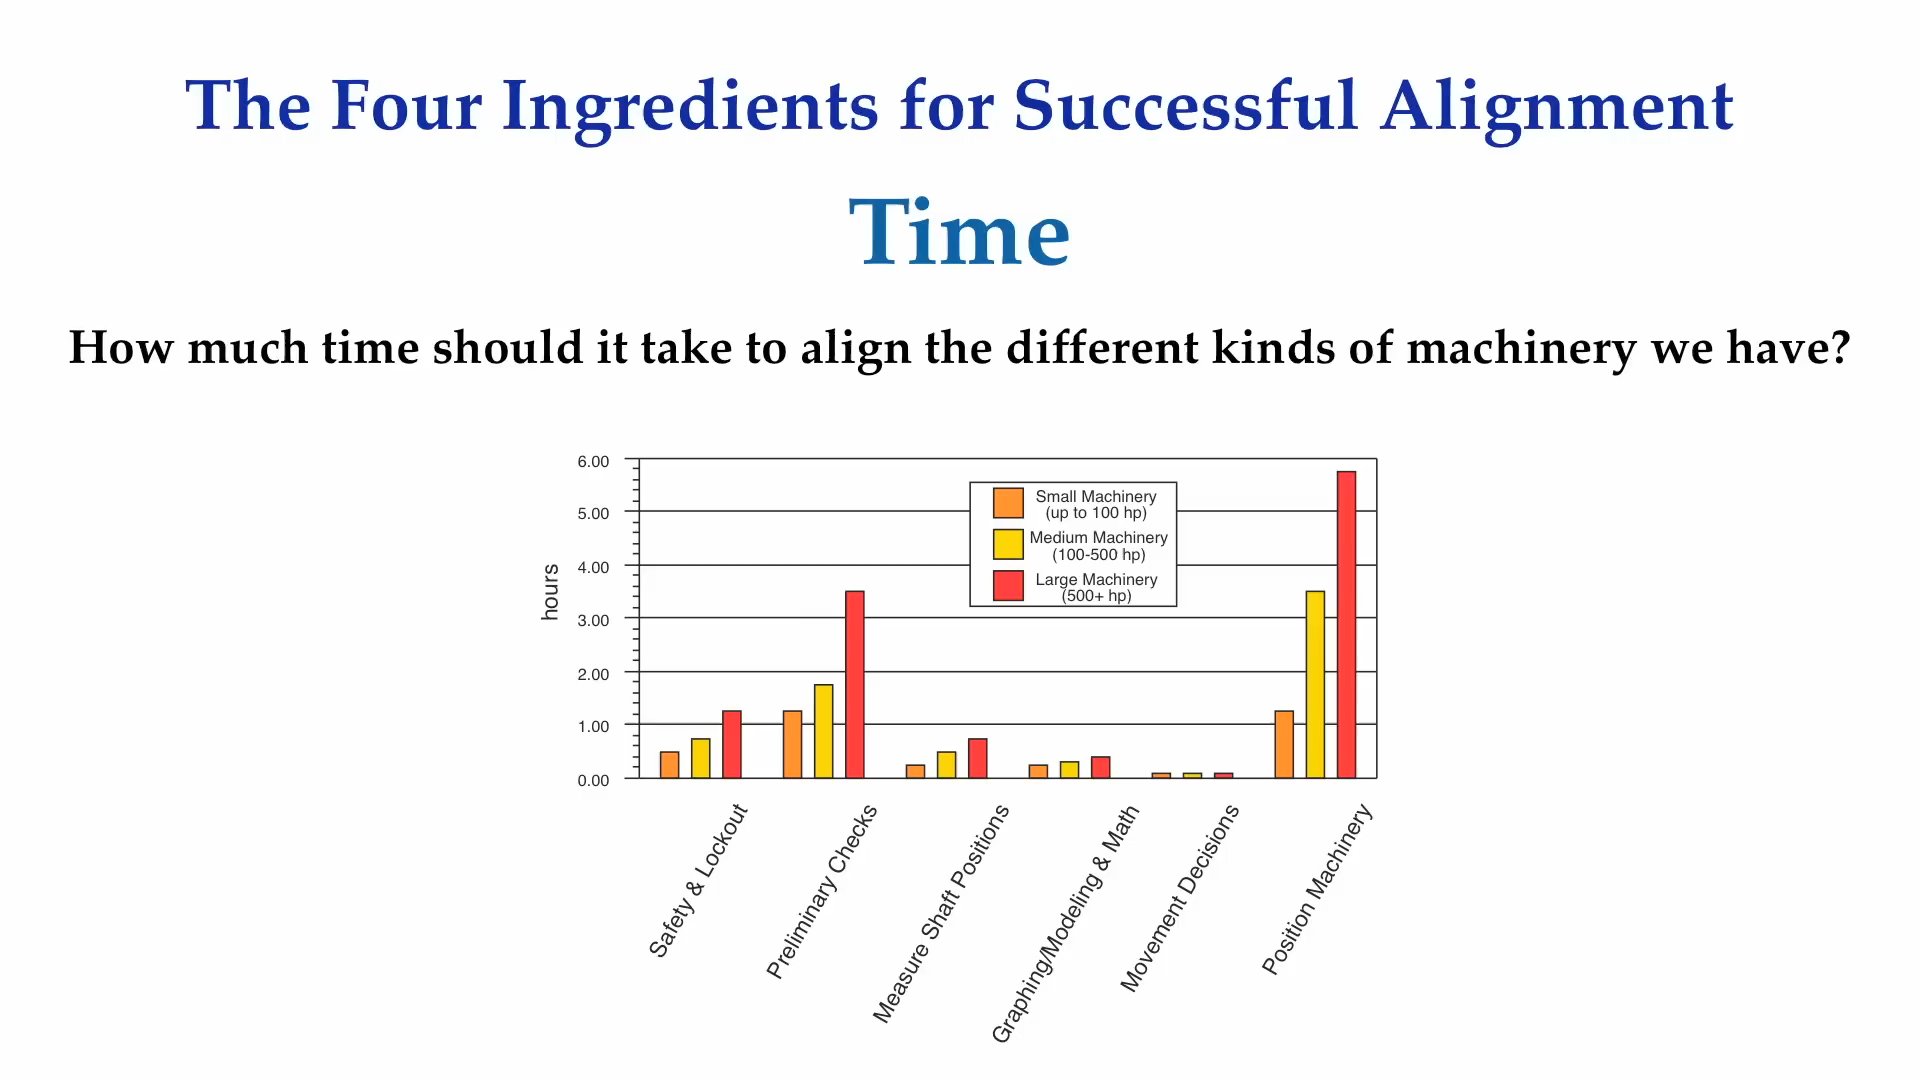 The Four Ingredients for Successful Alignment
Time
How much time should it take to align the different kinds of machinery we have?
6.00
5.00
4.00
3.00
2.00
1.00
0.00
hours
Small Machinery
(up to 100 hp)
Medium Machinery
(100-500 hp)
Large Machinery
(500+ hp)
Safety & Lockout
Preliminary Checks
Measure Shaft Positions
Graphing/Modeling & Math
Movement Decisions
Position Machinery